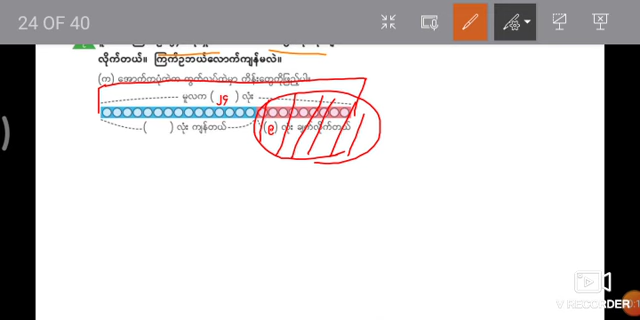 24 OF 40
လိုက်တယ်။ ကြက်ဥဘယ်လောက်ကျန်မလဲ။
(က) အောက်ကပုံထဲက ကွက်လပ်ထဲမှာ ကိန်းတွေကိုဖြည့်ပါ။
မူလက ( ၂၄ ) လုံး
( ) လုံး ကျန်တယ် (၉) လုံး ချက်လိုက်တယ်
RECORDER